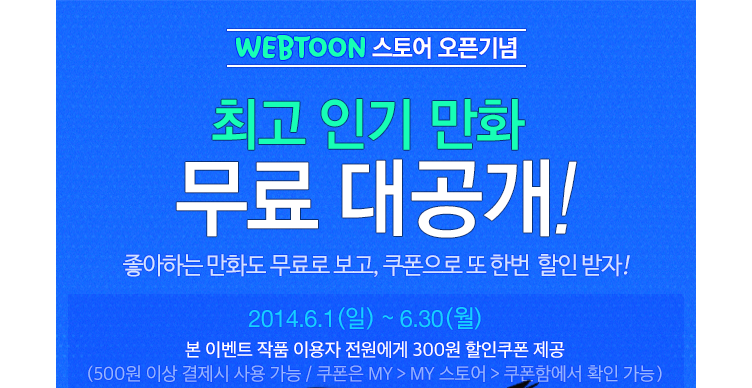 WEBTOON 스토어 오픈기념
최고 인기 만화
무료 대공개!
좋아하는 만화도 무료로 보고, 쿠폰으로 또 한번 할인 받자!
2014.6.1(일) ~ 6.30(월)
본 이벤트 작품 이용자 전원에게 300원 할인쿠폰 제공
(500원 이상 결제시 사용 가능 / 쿠폰은 MY > MY 스토어 > 쿠폰함에서 확인 가능)